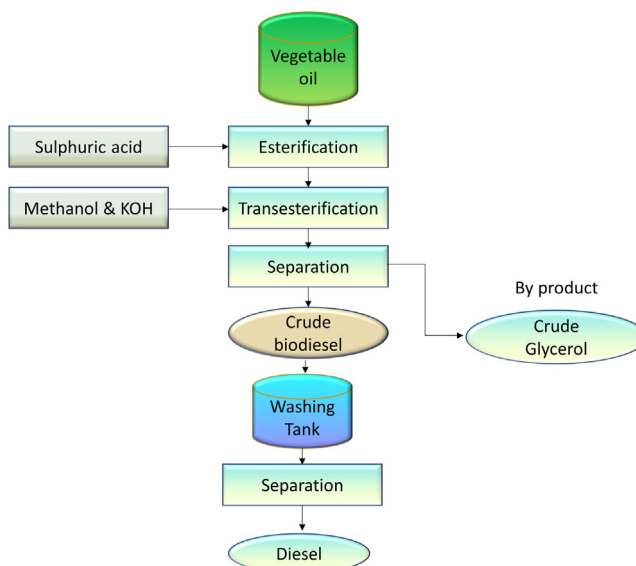 Vegetable
oil
Sulphuric acid
Esterification
Methanol & KOH
Transesterification
Separation
By product
Crude
biodiesel
Crude
Glycerol
Washing
Tank
Separation
Diesel